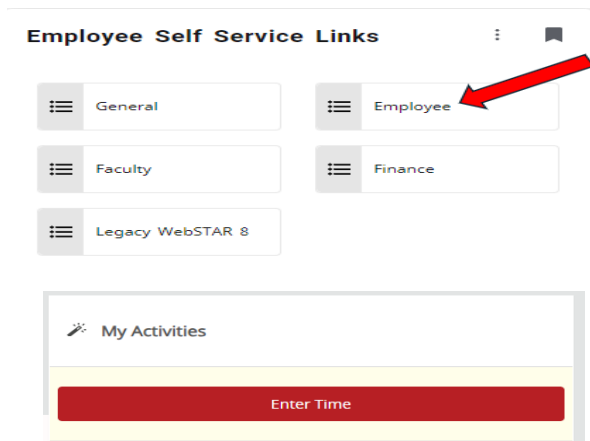 Employee Self Service Links
General
Employee
Faculty
Finance
Legacy WebSTAR 8
My Activities
Enter Time